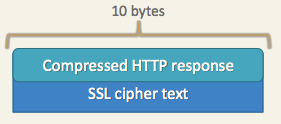 10 bytes
Compressed HTTP response
SSL cipher text